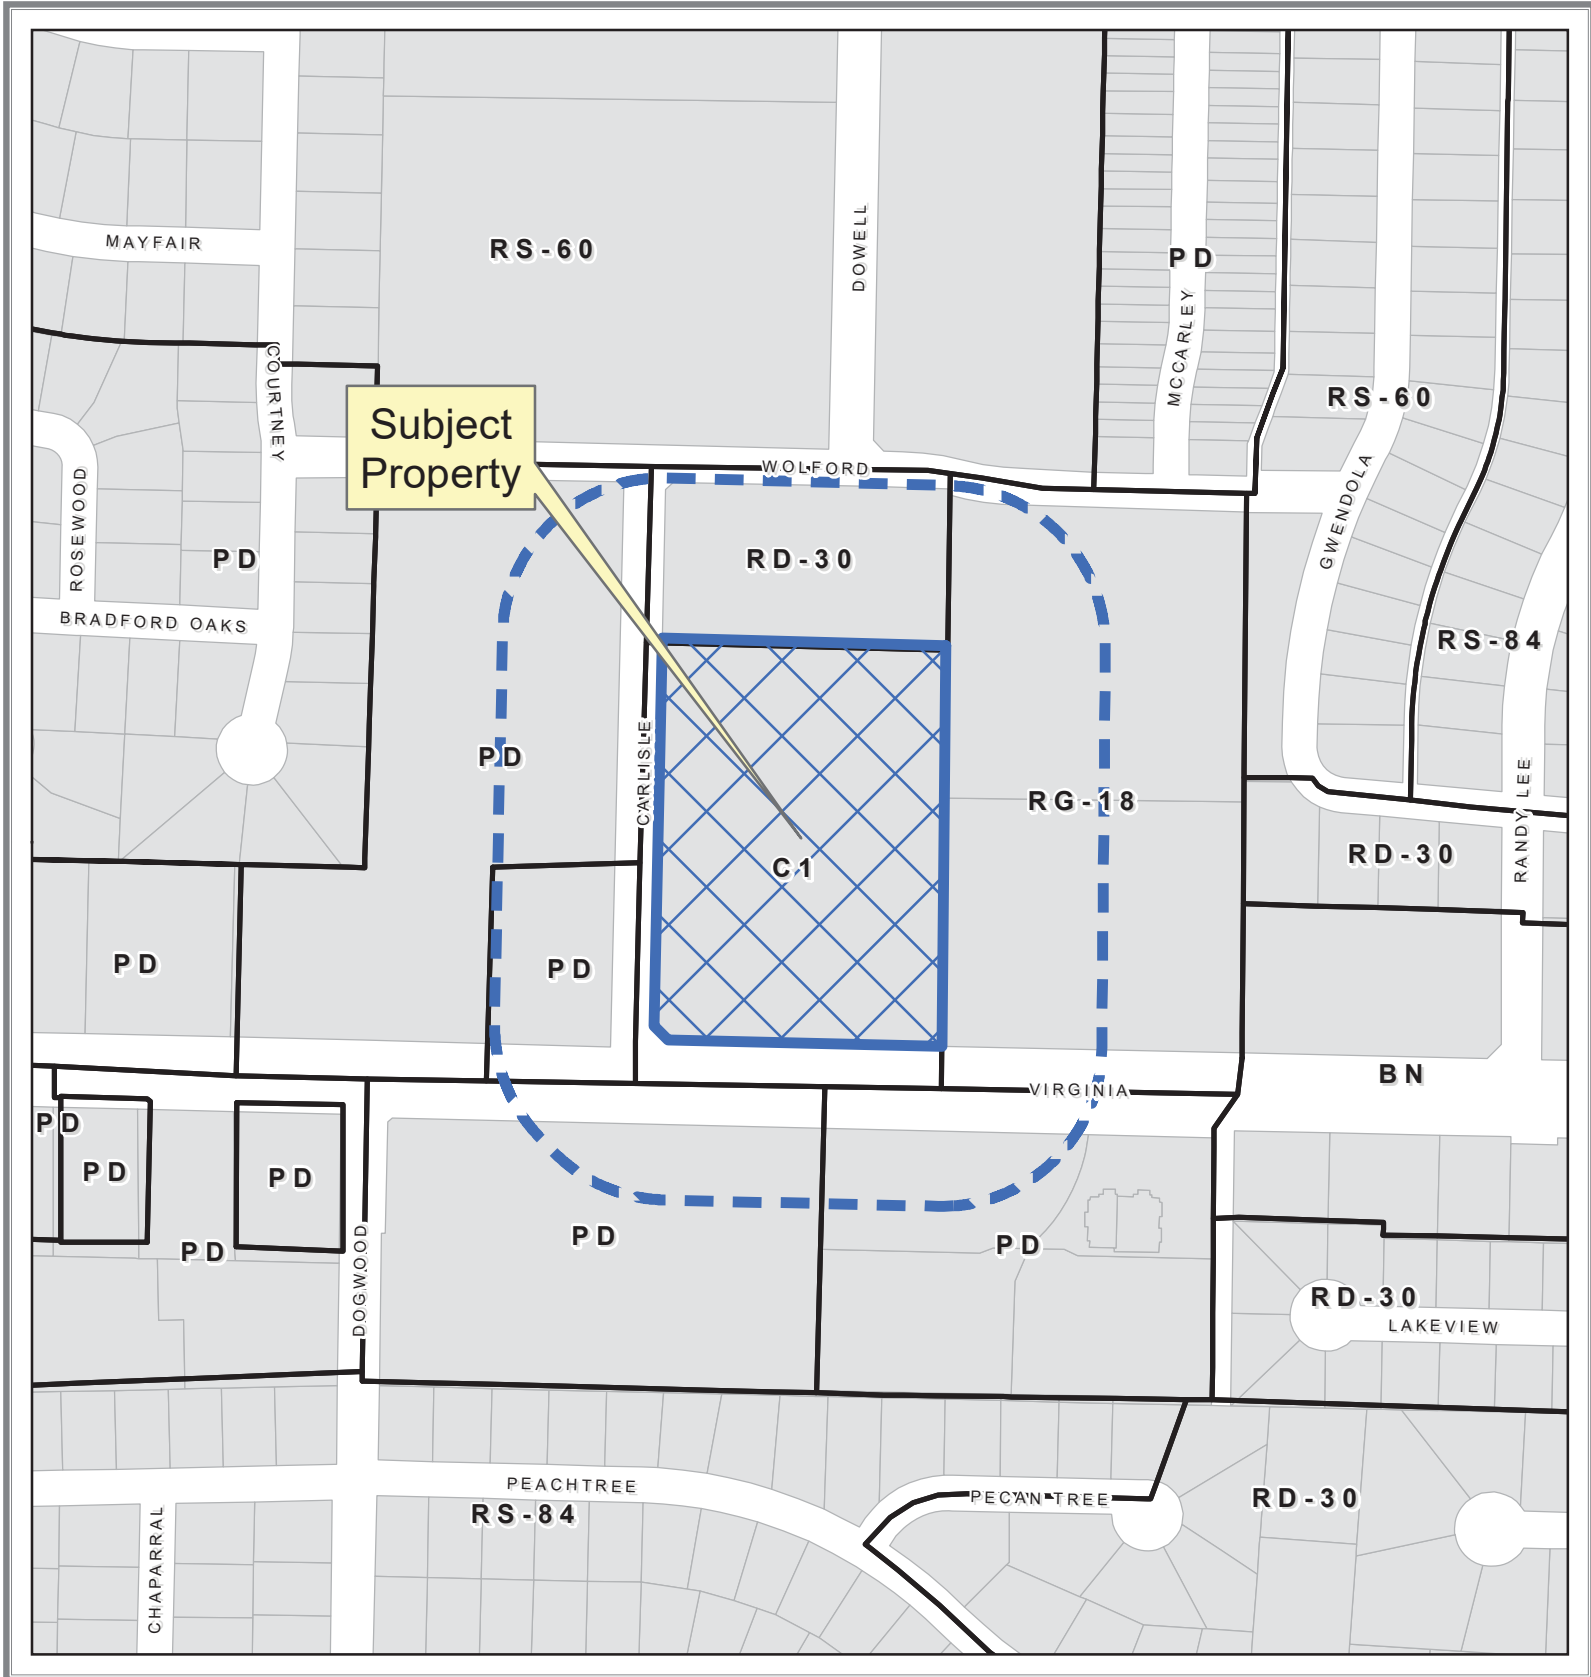 MAYFAIR
RS-60
DOWELL
PD
MCCARLEY
COURTNEY
Subject
Property
RS-60
WOLFORD
GWENDOLA
ROSEWOOD
PD
RD-30
BRADFORD OAKS
RS-84
PD
CARLISLE
RG-18
RANDY LEE
RD-30
C1
PD
PD
BN
VIRGINIA
PD
PD
PD
PD
PD
PD
DOGWOOD
RD-30
LAKEVIEW
PEACHTREE
PECAN TREE
RD-30
RS-84
CHAPARRAL